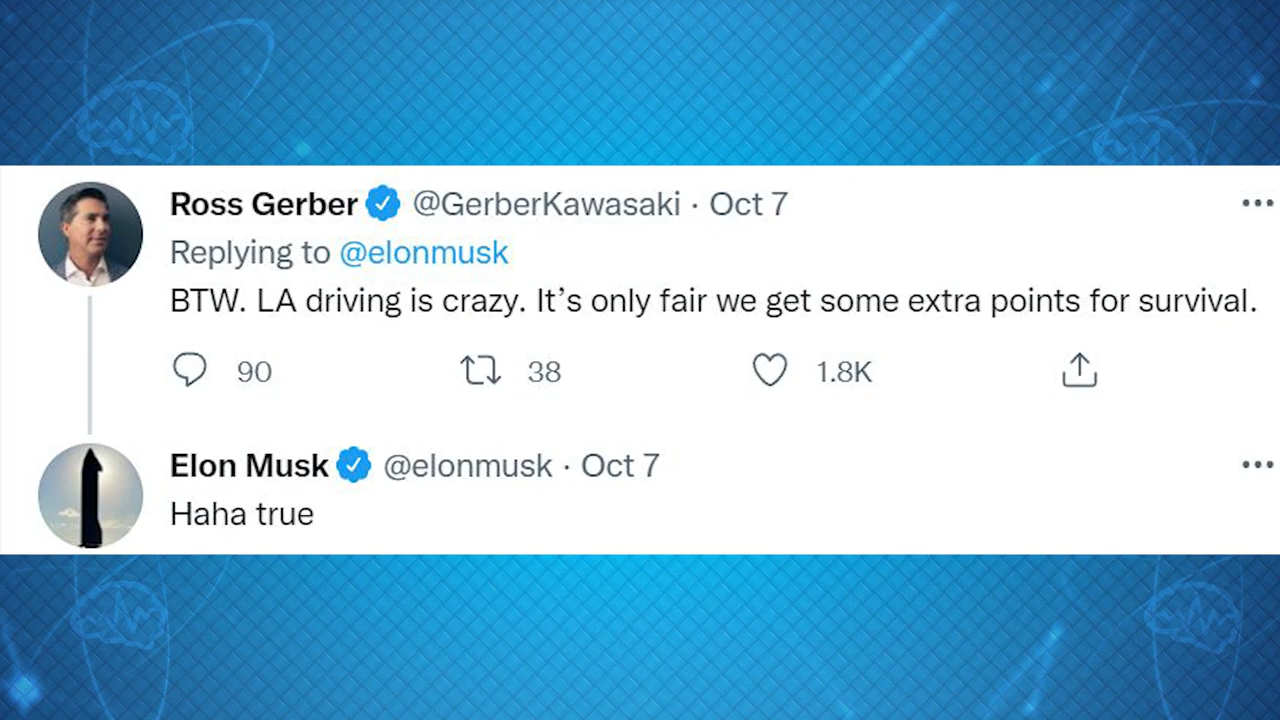 Ross Gerber @GerberKawasaki · Oct 7
Replying to @elonmusk
BTW. LA driving is crazy. It’s only fair we get some extra points for survival.
90 38 1.8K
Elon Musk @elonmusk · Oct 7
Haha true